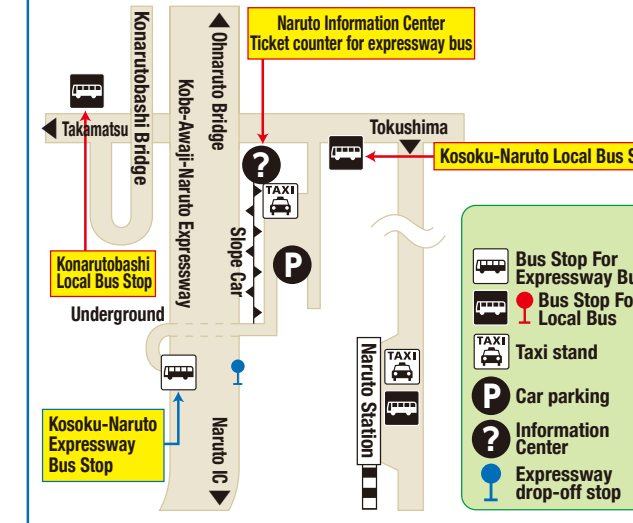 Naruto Information Center
Ticket counter for expressway bus
Konarutobashi Bridge
Ohnaruto Bridge
Kobe-Awaji-Naruto Expressway
Takamatsu
Tokushima
Kosoku-Naruto Local Bus S
?
TAXI
P
Slope Car
Konarutobashi
Local Bus Stop
Underground
Kosoku-Naruto
Expressway
Bus Stop
Naruto IC
Naruto Station
TAXI
Bus Stop For
Expressway Bu
Bus Stop Fo
Local Bus
TAXI
Taxi stand
P
Car parking
?
Information
Center
Expressway
drop-off stop